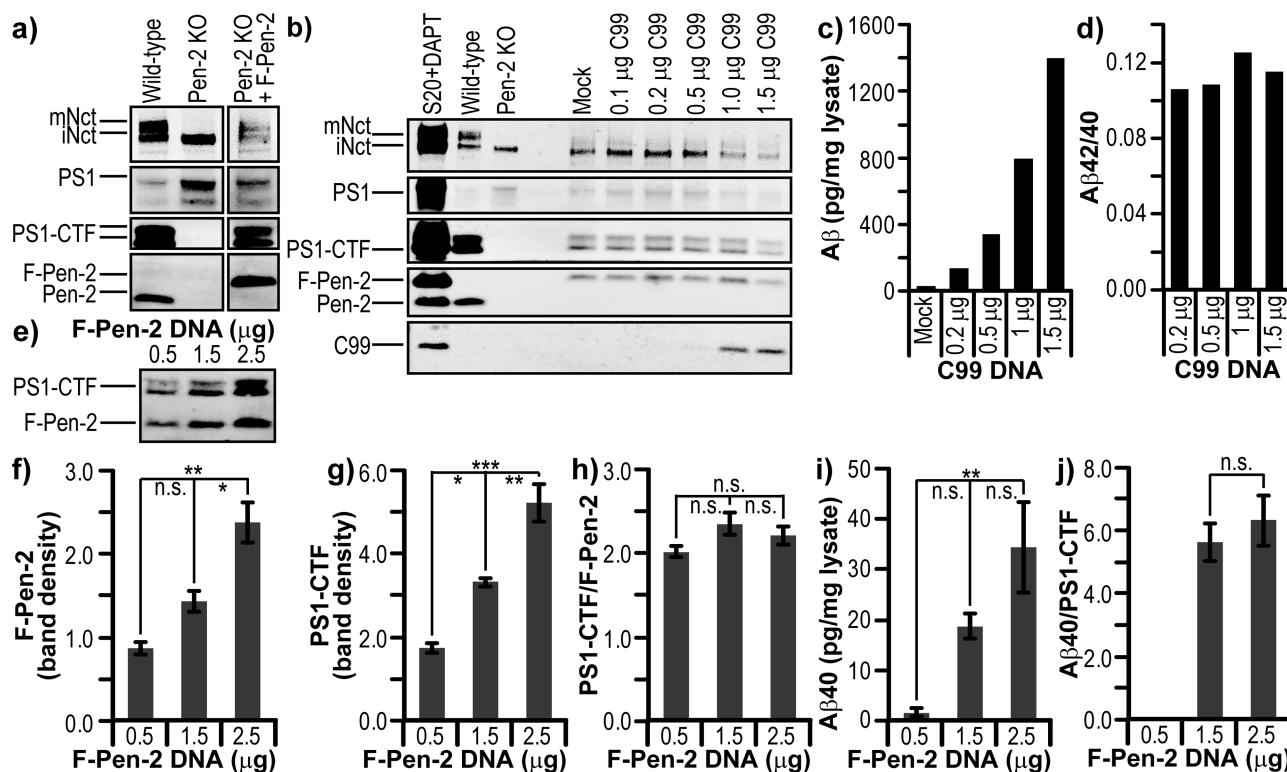 a)
Wild-type
Pen-2 KO
Pen-2 KO
+ F-Pen-2
mNct
iNct
PS1
PS1-CTF
F-Pen-2
Pen-2
b)
S20+DAPT
Wild-type
Pen-2 KO
Mock
0.1 µg C99
0.2 µg C99
0.5 µg C99
1.0 µg C99
1.5 µg C99
mNct
iNct
PS1
PS1-CTF
F-Pen-2
Pen-2
C99
c)
Aβ (pg/mg lysate)
1800
1600
1200
800
400
0
Mock
0.2 µg
0.5 µg
1 µg
1.5 µg
C99 DNA
d)
Aβ42/40
0.12
0.08
0.04
0.00
0.2 µg
0.5 µg
1 µg
1.5 µg
C99 DNA
e)
F-Pen-2 DNA (µg)
0.5 1.5 2.5
PS1-CTF
F-Pen-2
f)
F-Pen-2
(band density)
3.0
2.0
1.0
0.0
**
n.s. *
0.5 1.5 2.5
F-Pen-2 DNA (µg)
g)
PS1-CTF
(band density)
6.0
4.0
2.0
0.0
***
* **
0.5 1.5 2.5
F-Pen-2 DNA (µg)
h)
PS1-CTF/F-Pen-2
3.0
2.0
1.0
0.0
n.s.
n.s. n.s.
0.5 1.5 2.5
F-Pen-2 DNA (µg)
i)
Aβ40 (pg/mg lysate)
50
40
30
20
10
0
**
n.s. n.s.
0.5 1.5 2.5
F-Pen-2 DNA (µg)
j)
Aβ40/PS1-CTF
8.0
6.0
4.0
2.0
0.0
n.s.
0.5 1.5 2.5
F-Pen-2 DNA (µg)